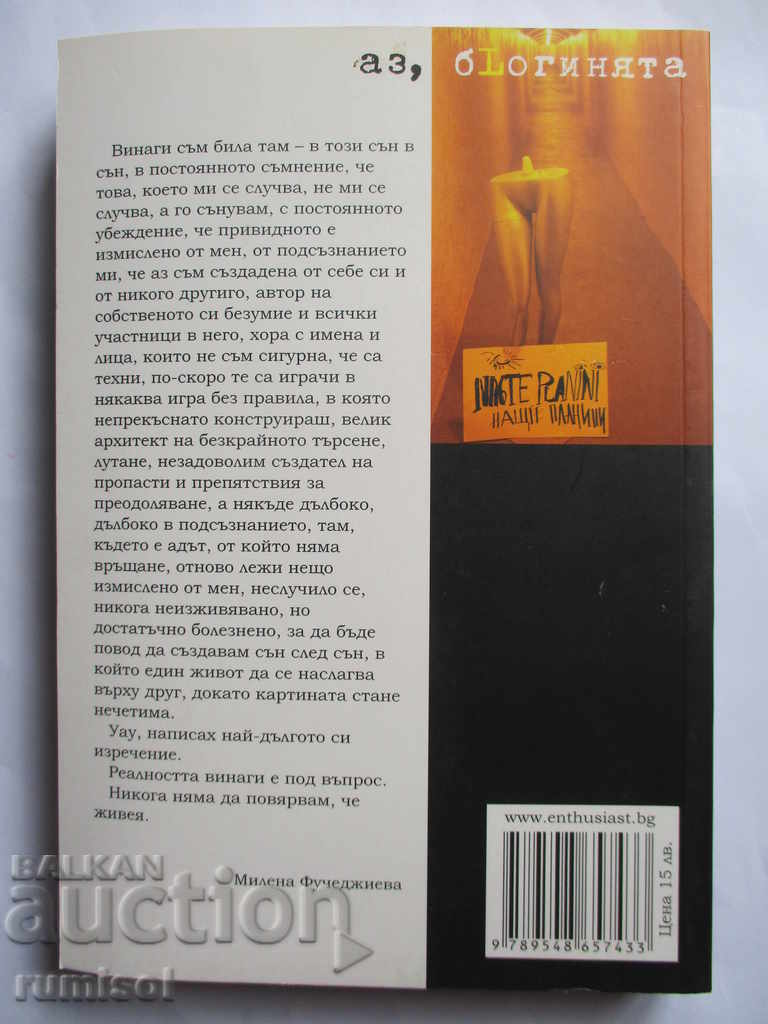 аз, бLогинята
Винаги съм била там – в този сън в
сън, в постоянното съмнение, че
това, което ми се случва, не ми се
случва, а го сънувам, с постоянното
убеждение, че привидното е
измислено от мен, от подсъзнанието
ми, че аз съм създадена от себе си и
от никого другиго, автор на
собственото си безумие и всички
участници в него, хора с имена и
лица, които не съм сигурна, че са
техни, по-скоро те са играчи в
някаква игра без правила, в която
непрекъснато конструираш, велик
архитект на безкрайното търсене,
лутане, незадоволим създател на
пропасти и препятствия за
преодоляване, а някъде дълбоко,
дълбоко в подсъзнанието, там,
където е адът, от който няма
връщане, отново лежи нещо
измислено от мен, неслучило се,
никога неизживявано, но
достатъчно болезнено, за да бъде
повод да създавам сън след сън, в
който един живот да се наслагва
върху друг, докато картината стане
нечетима.
Уау, написах най-дългото си
изречение.
Реалността винаги е под въпрос.
Никога няма да повярвам, че
живея.
Милена Фучеджиева
PLANINI
НАЩIE ПЛАНИНИ
www.enthusiast.bg
9 789548 657433
Цена 15 лв.
BALKAN
auction
rumisol